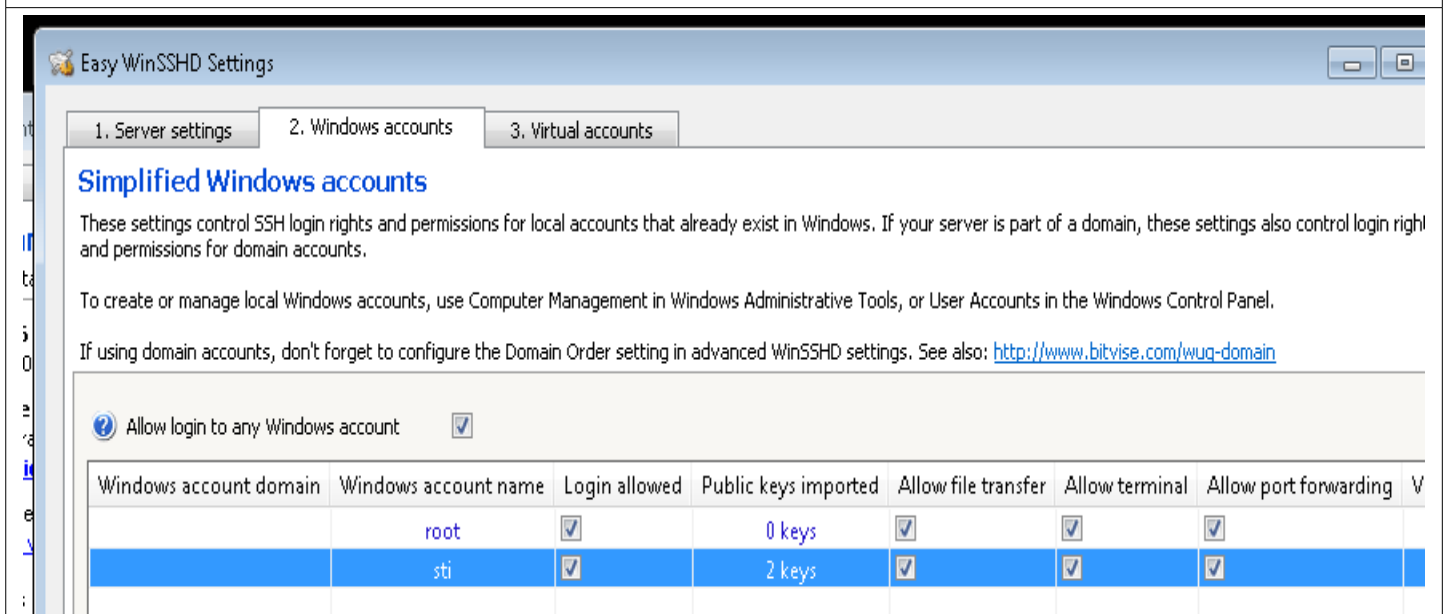 Easy WinSSHD Settings
1. Server settings
2. Windows accounts
3. Virtual accounts
Simplified Windows accounts
These settings control SSH login rights and permissions for local accounts that already exist in Windows. If your server is part of a domain, these settings also control login
and permissions for domain accounts.
To create or manage local Windows accounts, use Computer Management in Windows Administrative Tools, or User Accounts in the Windows Control Panel.
If using domain accounts, don't forget to configure the Domain Order setting in advanced WinSSHD settings. See also: http://www.bitvise.com/wug-domain
Allow login to any Windows account
Windows account domain Windows account name Login allowed Public keys imported Allow file transfer Allow terminal Allow port forwarding V
root 0 keys
sti 2 keys